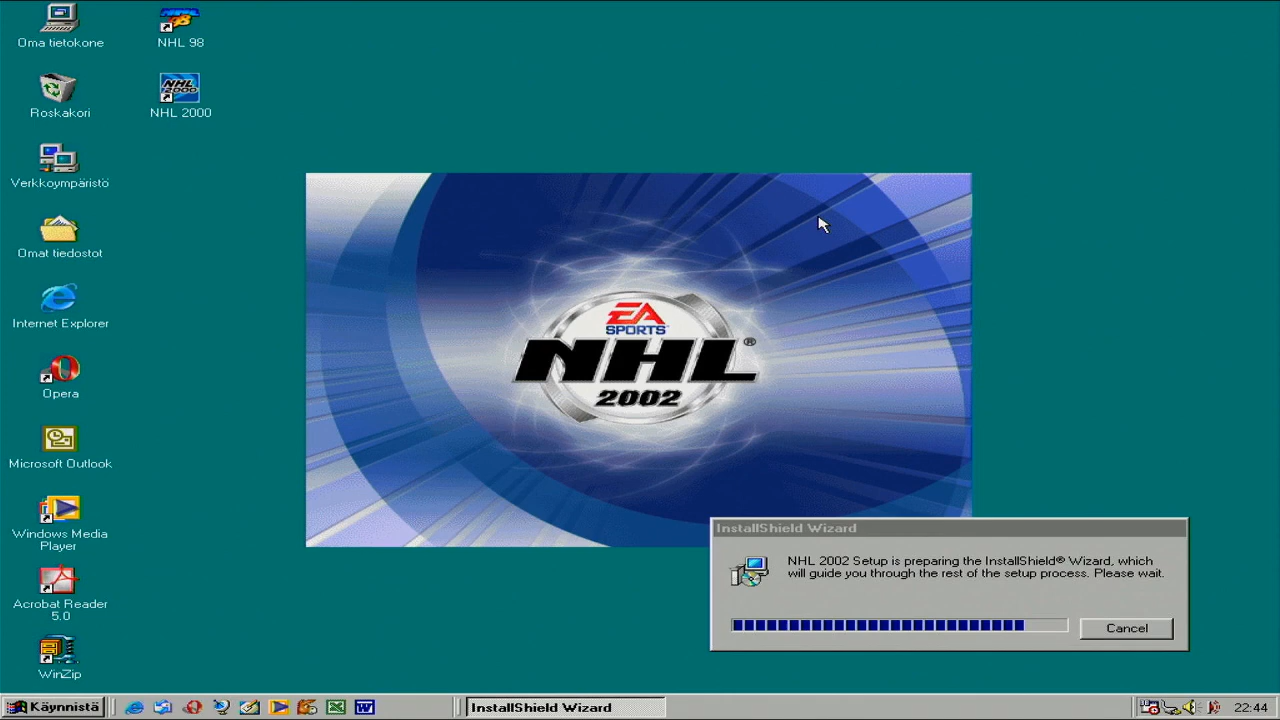 Oma tietokone
NHL 98
Roskakori
NHL 2000
Verkkoympäristö
Omat tiedostot
Internet Explorer
Opera
Microsoft Outlook
Windows Media
Player
Acrobat Reader
5.0
WinZip
EA
SPORTS™
NHL®
2002
InstallShield Wizard
NHL 2002 Setup is preparing the InstallShield® Wizard, which
will guide you through the rest of the setup process. Please wait.
Cancel
Käynnistä
InstallShield Wizard
22:44